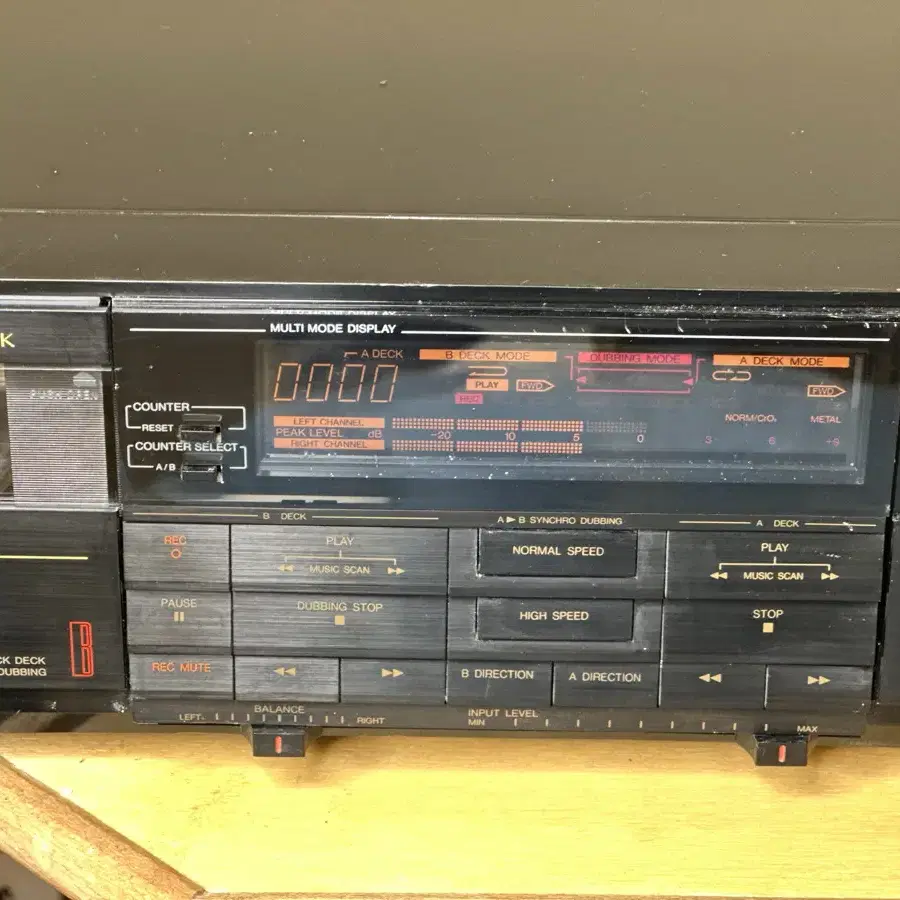 K
PUSH OPEN
MULTI MODE DISPLAY
COUNTER
RESET
COUNTER SELECT
A/B
A DECK
0000
B DECK MODE
PLAY
FWD
REC
DUBBING MODE
A DECK MODE
FWD
NORM/CrO₂
METAL
LEFT CHANNEL
PEAK LEVEL dB
RIGHT CHANNEL
-20 10 5 0 3 6 +9
B DECK
A▶B SYNCHRO DUBBING
A DECK
REC
PLAY
MUSIC SCAN
NORMAL SPEED
PLAY
MUSIC SCAN
PAUSE
DUBBING STOP
HIGH SPEED
STOP
REC MUTE
B DIRECTION
A DIRECTION
CK DECK
DUBBING
B
BALANCE
LEFT
RIGHT
INPUT LEVEL
MIN
MAX